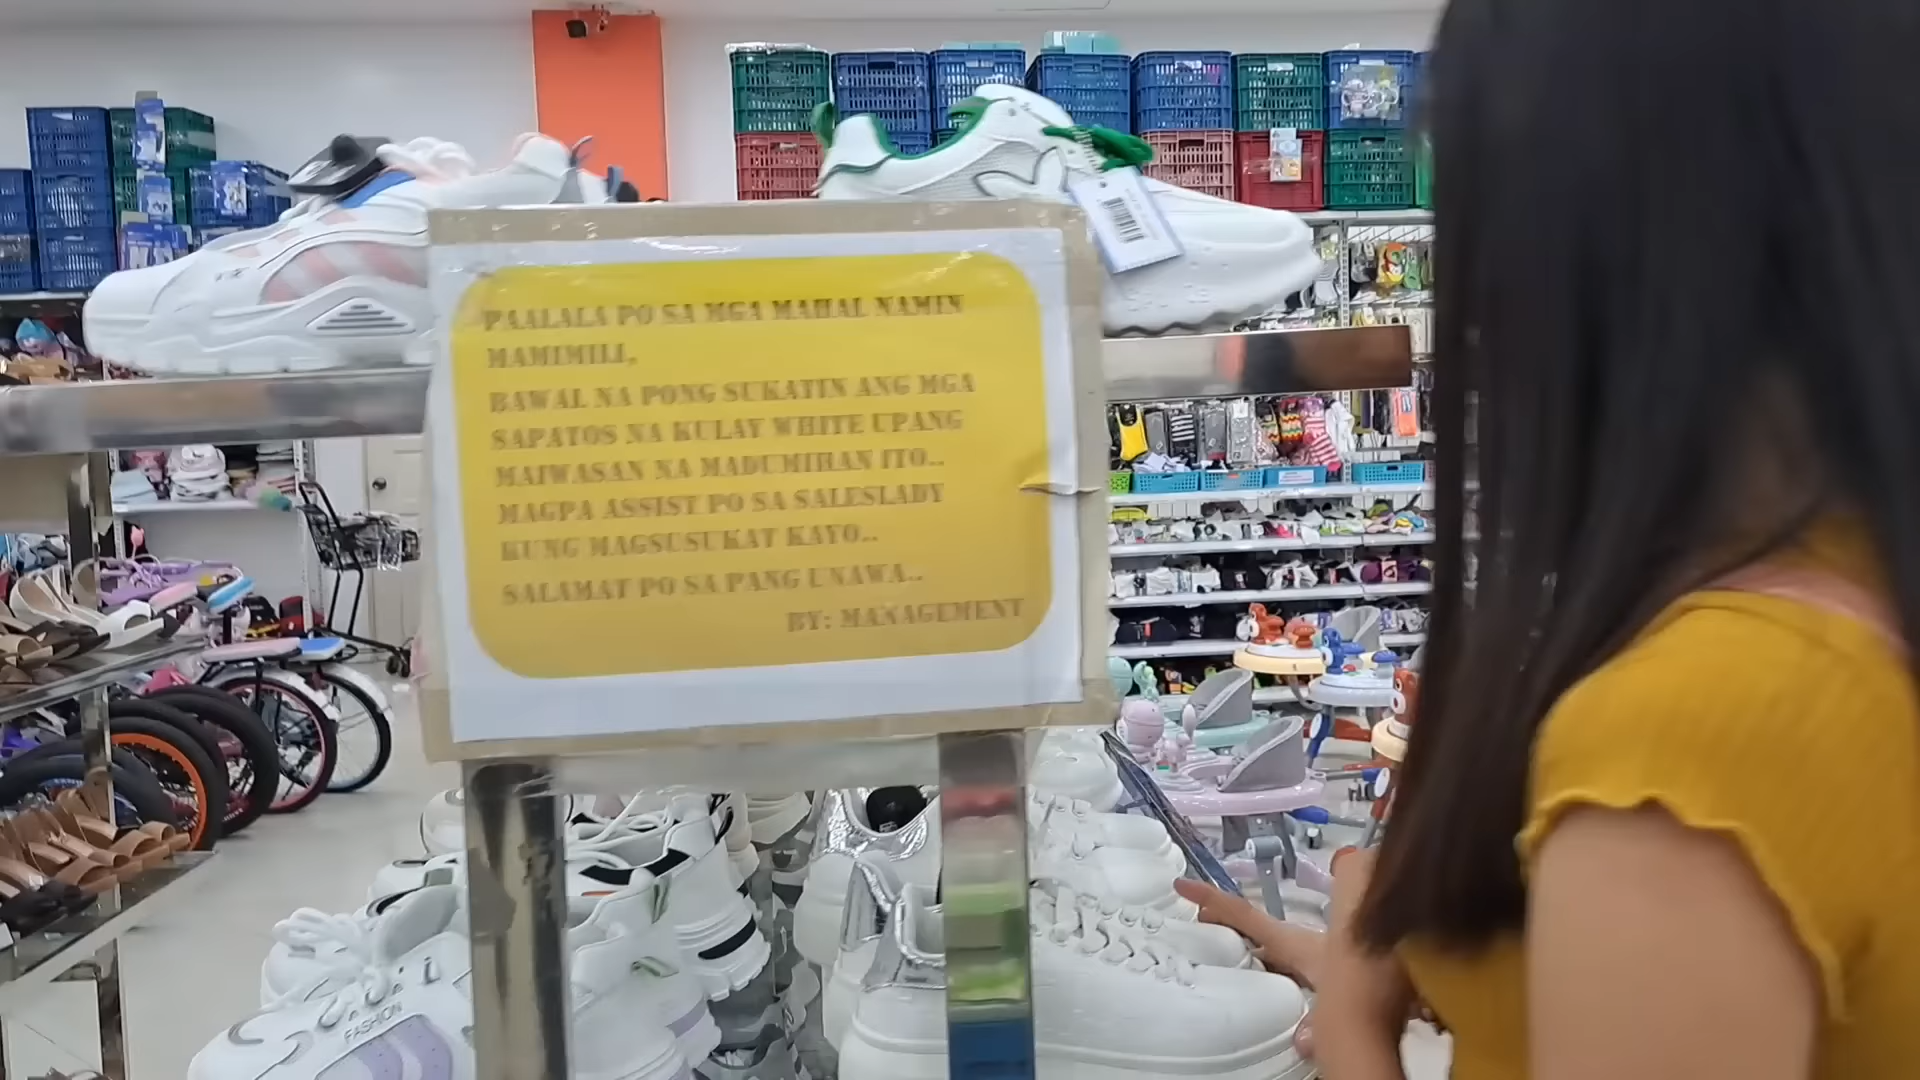 PAALALA PO SA MGA MAHAL NAMIN
MAMIMILI,
BAWAL NA PONG SUKATIN ANG MGA
SAPATOS NA KULAY WHITE UPANG
MAIWASAN NA MADUMIHAN ITO..
MAGPA ASSIST PO SA SALESLADY
KUNG MAGSUSUKAT KAYO..
SALAMAT PO SA PANG UNAWA..
BY: MANAGEMENT
FASHION